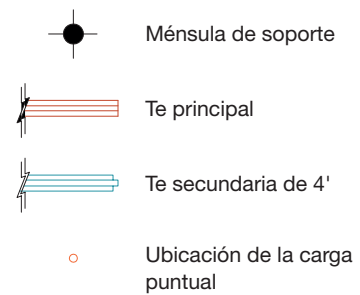 Ménsula de soporte
Te principal
Te secundaria de 4'
Ubicación de la carga
puntual